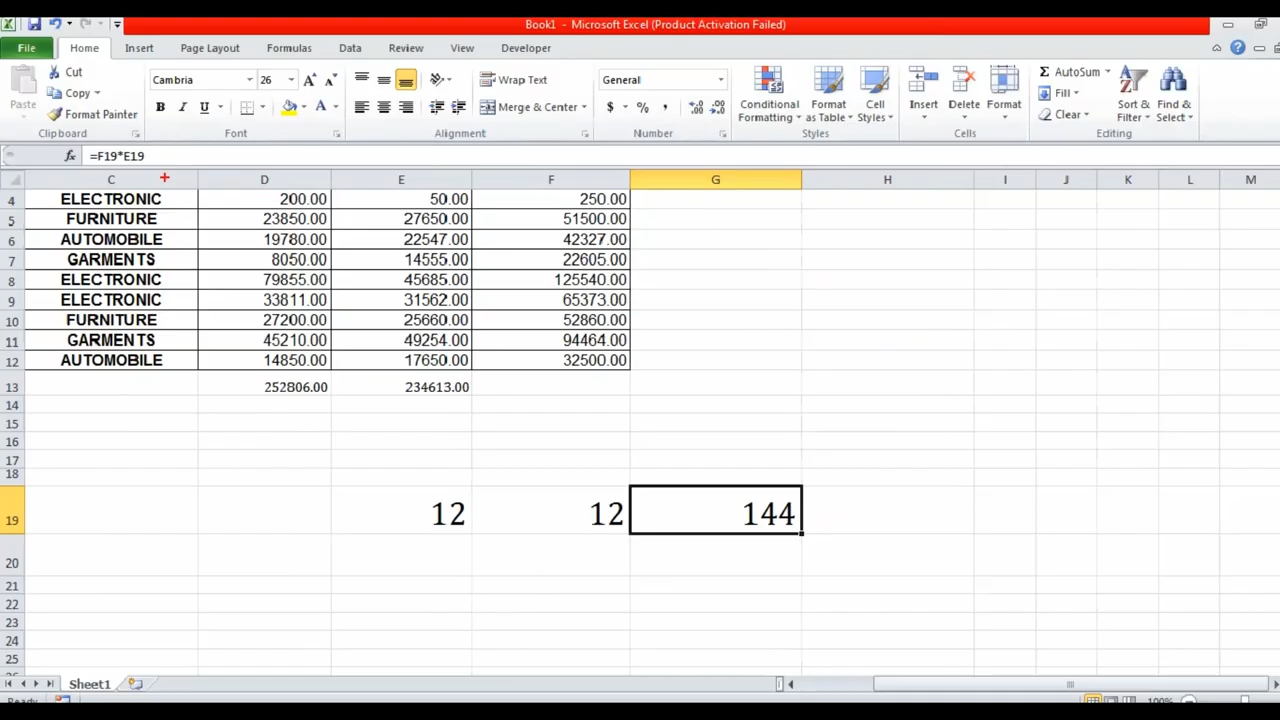 Book1 - Microsoft Excel (Product Activation Failed)
File Home Insert Page Layout Formulas Data Review View Developer
Paste Cut Copy Format Painter Clipboard
Cambria 26 B I U A Font
Wrap Text Merge & Center Alignment
General $ % , Number
Conditional Formatting Format as Table Cell Styles Styles
Insert Delete Format Cells
Σ AutoSum Fill Clear Sort & Filter Find & Select Editing
fx =F19*E19
C D E F G H I J K L M
4 ELECTRONIC 200.00 50.00 250.00
5 FURNITURE 23850.00 27650.00 51500.00
6 AUTOMOBILE 19780.00 22547.00 42327.00
7 GARMENTS 8050.00 14555.00 22605.00
8 ELECTRONIC 79855.00 45685.00 125540.00
9 ELECTRONIC 33811.00 31562.00 65373.00
10 FURNITURE 27200.00 25660.00 52860.00
11 GARMENTS 45210.00 49254.00 94464.00
12 AUTOMOBILE 14850.00 17650.00 32500.00
13 252806.00 234613.00
14
15
16
17
18
19 12 12 144
20
21
22
23
24
25
Sheet1
Ready 100%